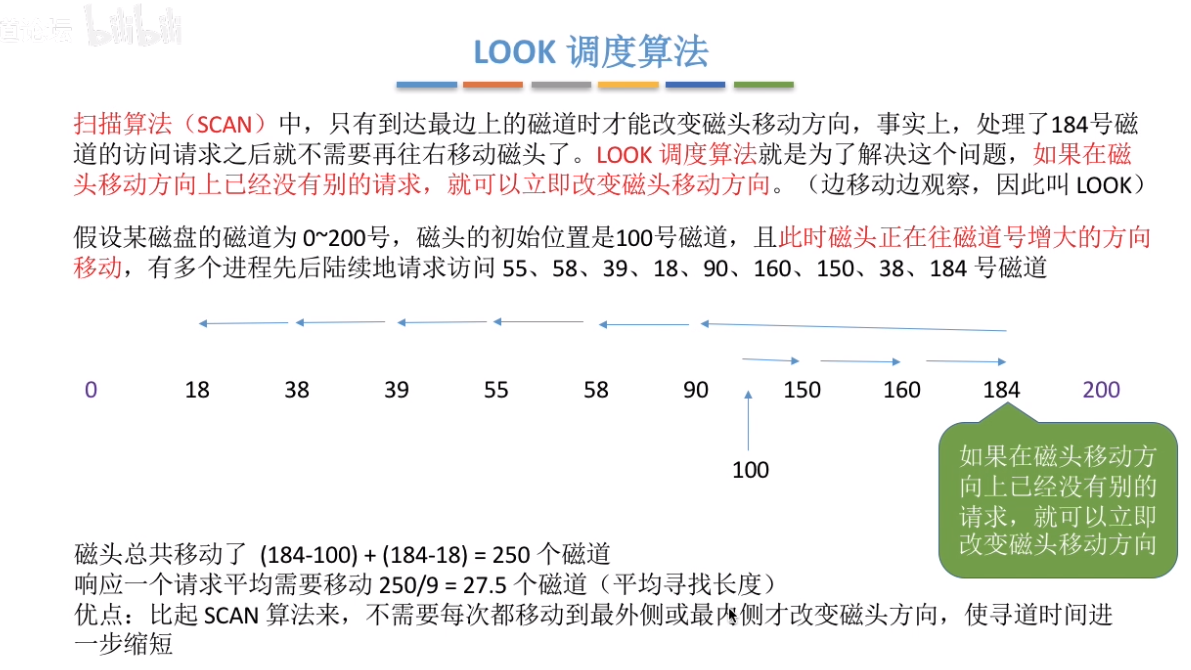 道论坛 bilibili
LOOK 调度算法
扫描算法（SCAN）中，只有到达最边上的磁道时才能改变磁头移动方向，事实上，处理了184号磁
道的访问请求之后就不需要再往右移动磁头了。LOOK 调度算法就是为了解决这个问题，如果在磁
头移动方向上已经没有别的请求，就可以立即改变磁头移动方向。（边移动边观察，因此叫 LOOK）
假设某磁盘的磁道为 0~200号，磁头的初始位置是100号磁道，且此时磁头正在往磁道号增大的方向
移动，有多个进程先后陆续地请求访问 55、58、39、18、90、160、150、38、184 号磁道
0 18 38 39 55 58 90 150 160 184 200
100
如果在磁头移动方
向上已经没有别的
请求，就可以立即
改变磁头移动方向
磁头总共移动了 (184-100) + (184-18) = 250 个磁道
响应一个请求平均需要移动 250/9 = 27.5 个磁道（平均寻找长度）
优点：比起 SCAN 算法来，不需要每次都移动到最外侧或最内侧才改变磁头方向，使寻道时间进
一步缩短